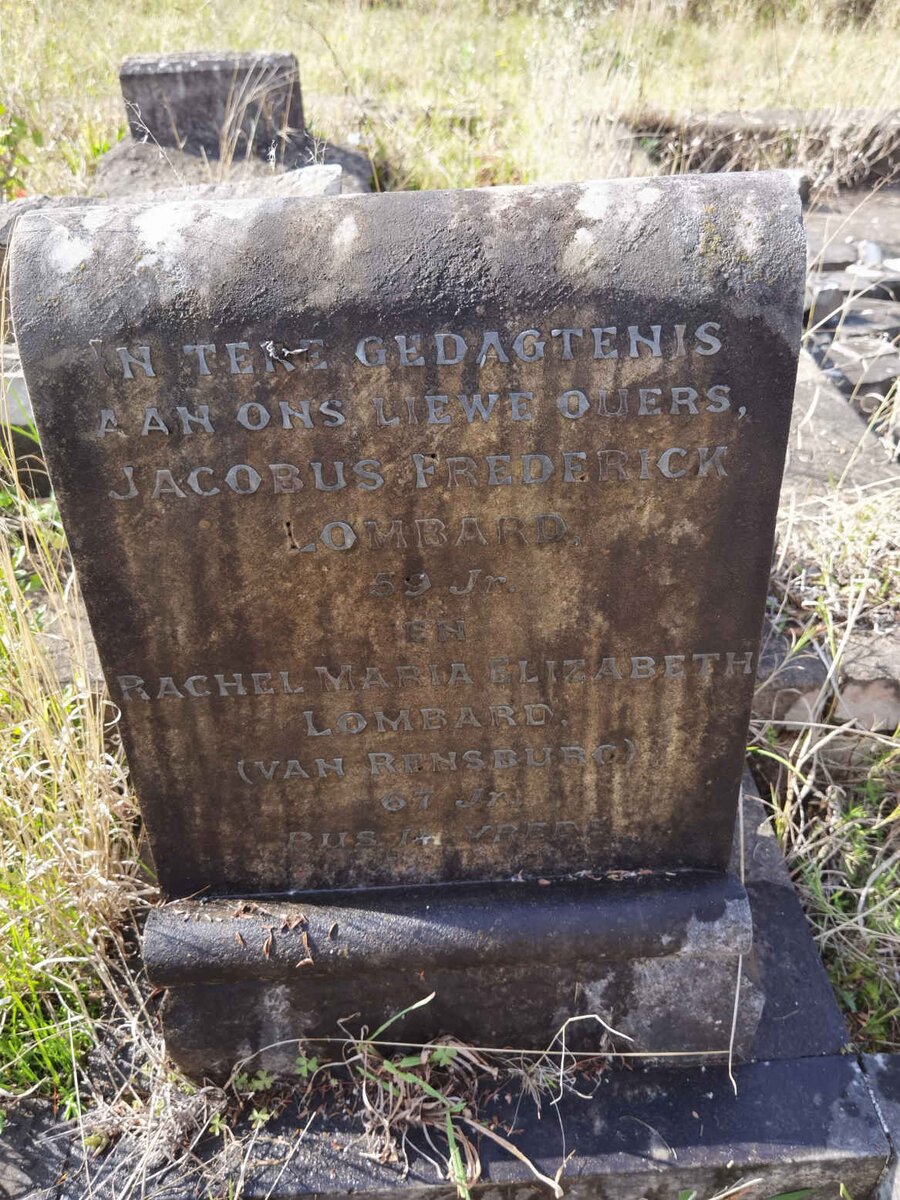 IN TERE GEDAGTENIS
AAN ONS LIEWE OUERS,
JACOBUS FREDERICK
LOMBARD,
59 Jr.
EN
RACHEL MARIA ELIZABETH
LOMBARD.
(VAN RENSBURG)
67 Jr.
RUS IN VREDE